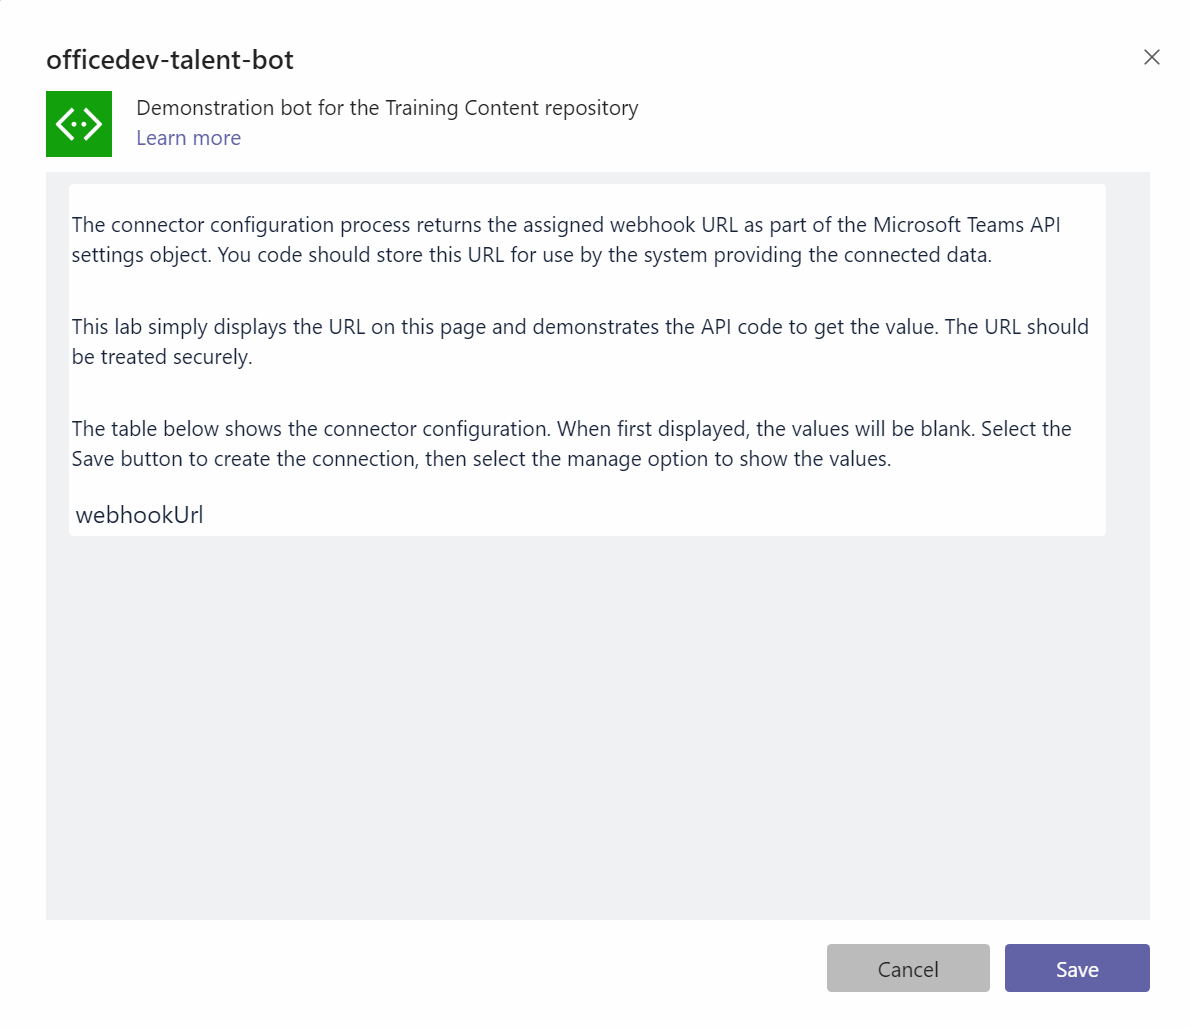 officedev-talent-bot
Demonstration bot for the Training Content repository
Learn more
The connector configuration process returns the assigned webhook URL as part of the Microsoft Teams API
settings object. You code should store this URL for use by the system providing the connected data.
This lab simply displays the URL on this page and demonstrates the API code to get the value. The URL should
be treated securely.
The table below shows the connector configuration. When first displayed, the values will be blank. Select the
Save button to create the connection, then select the manage option to show the values.
webhookUrl
Cancel
Save